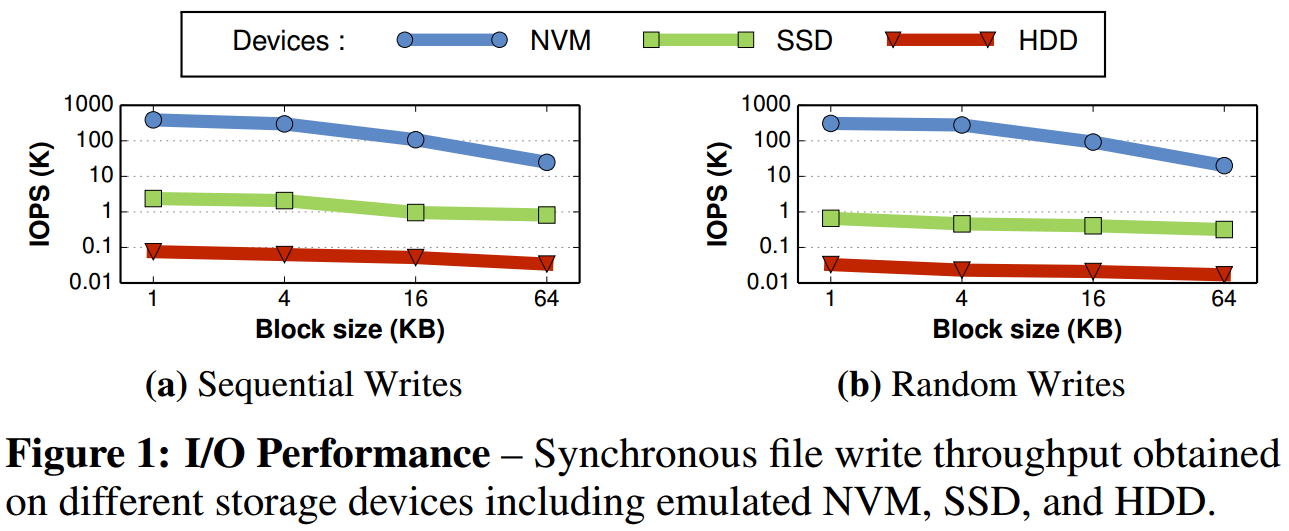 Devices : NVM SSD HDD
IOPS (K)
1000
100
10
1
0.1
0.01
1 4 16 64
Block size (KB)
(a) Sequential Writes
IOPS (K)
1000
100
10
1
0.1
0.01
1 4 16 64
Block size (KB)
(b) Random Writes
Figure 1: I/O Performance – Synchronous file write throughput obtained
on different storage devices including emulated NVM, SSD, and HDD.